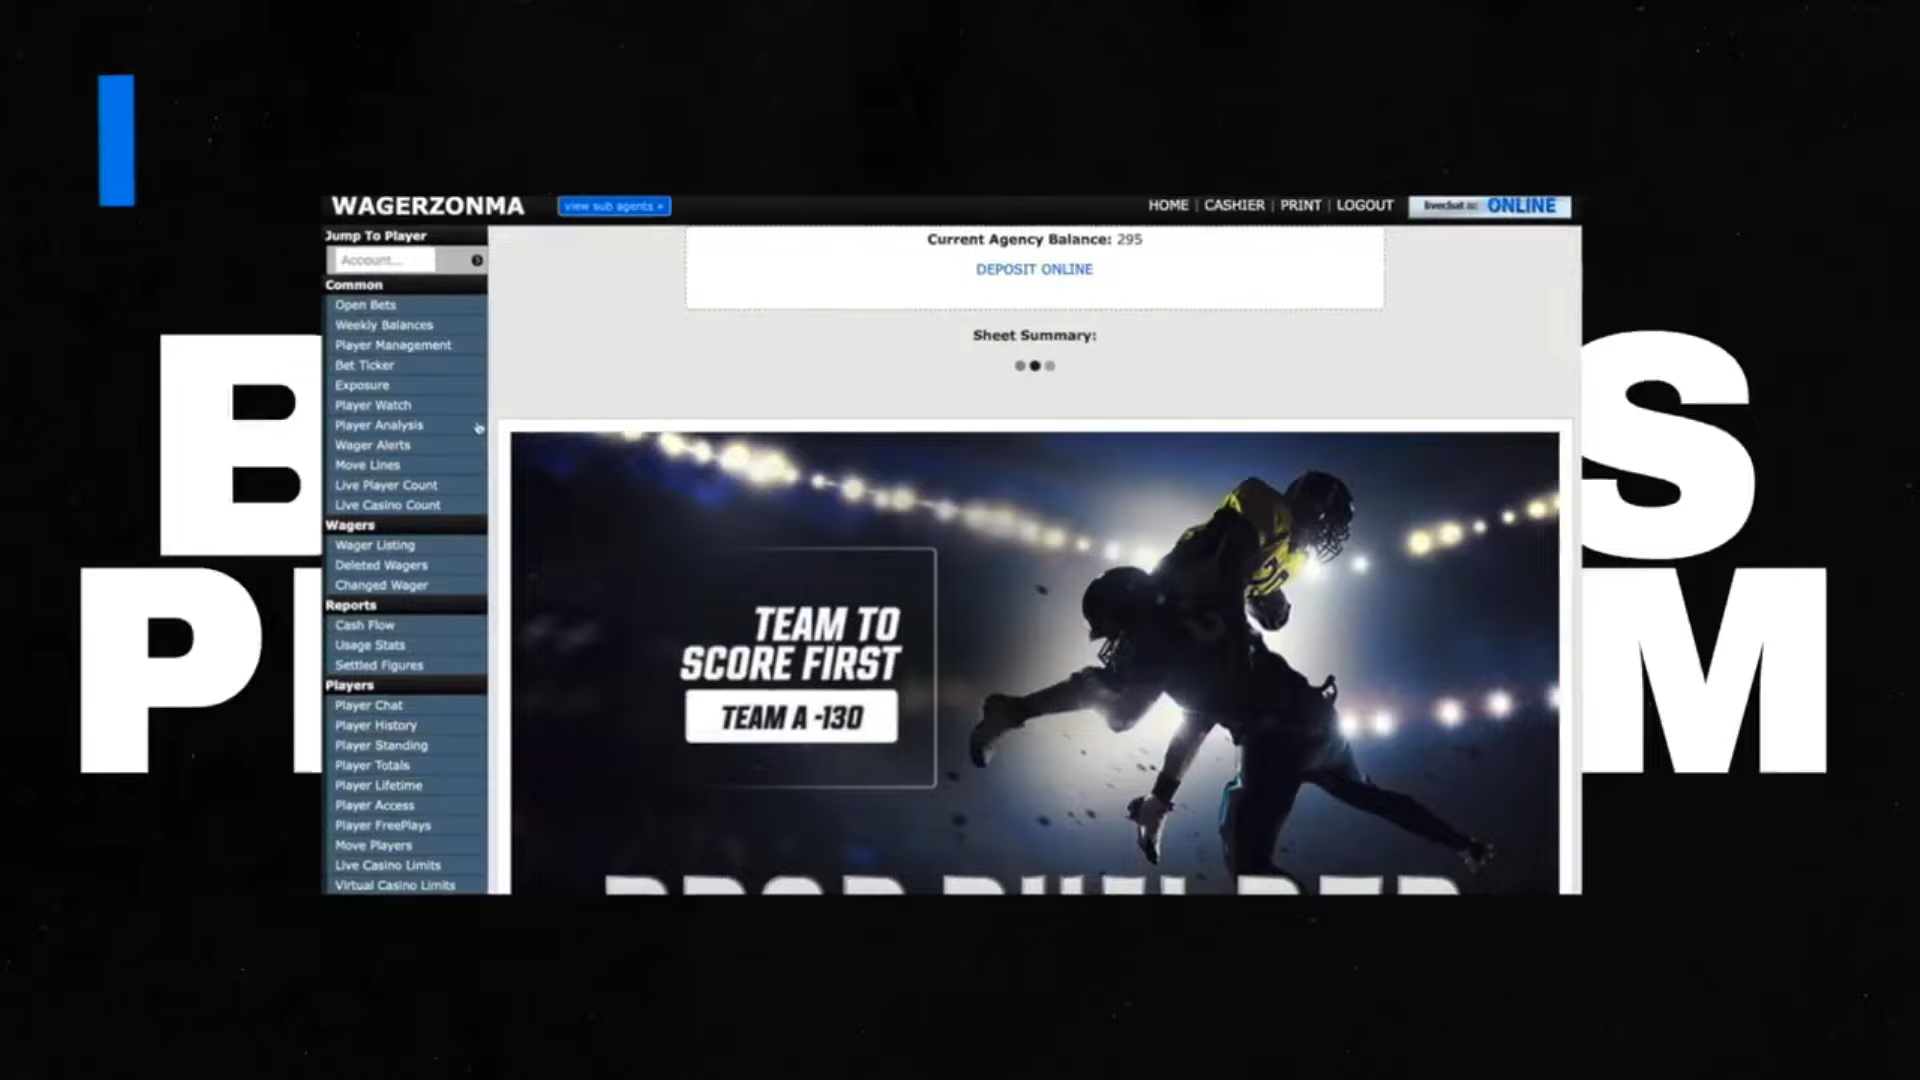 WAGERZONMA
view sub agents »
HOME | CASHIER | PRINT | LOGOUT
livechat is: ONLINE
Jump To Player
Account...
Common
Open Bets
Weekly Balances
Player Management
Bet Ticker
Exposure
Player Watch
Player Analysis
Wager Alerts
Move Lines
Live Player Count
Live Casino Count
Wagers
Wager Listing
Deleted Wagers
Changed Wager
Reports
Cash Flow
Usage Stats
Settled Figures
Players
Player Chat
Player History
Player Standing
Player Totals
Player Lifetime
Player Access
Player FreePlays
Move Players
Live Casino Limits
Virtual Casino Limits
Current Agency Balance: 295
DEPOSIT ONLINE
Sheet Summary:
TEAM TO
SCORE FIRST
TEAM A -130